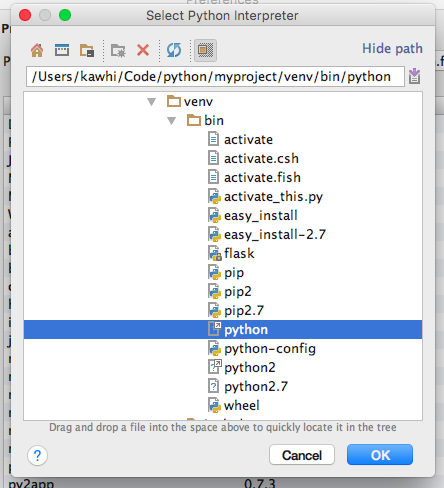 Preferences
Select Python Interpreter
Hide path
/Users/kawhi/Code/python/myproject/venv/bin/python
venv
bin
activate
activate.csh
activate.fish
activate_this.py
easy_install
easy_install-2.7
flask
pip
pip2
pip2.7
python
python-config
python2
python2.7
wheel
Drag and drop a file into the space above to quickly locate it in the tree
?
Cancel
OK
py2app 0.7.3